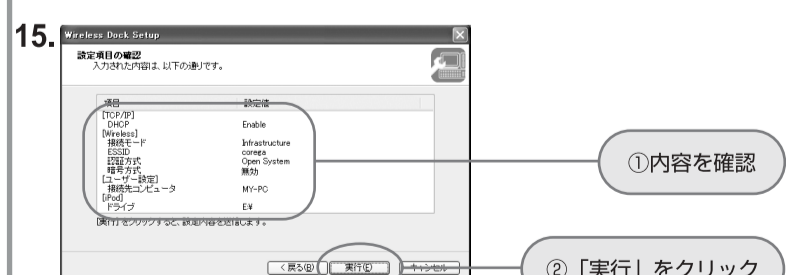 15.
Wireless Dock Setup
設定項目の確認
入力された内容は、以下の通りです。
項目 設定値
[TCP/IP]
DHCP Enable
[Wireless]
接続モード Infrastructure
ESSID corega
認証方式 Open System
暗号方式 無効
[ユーザー設定]
接続先コンピュータ MY-PC
[iPod]
ドライブ E:¥
[実行]をクリックすると、設定内容を送信します。
①内容を確認
< 戻る(B) 実行(E) キャンセル
②「実行」をクリック